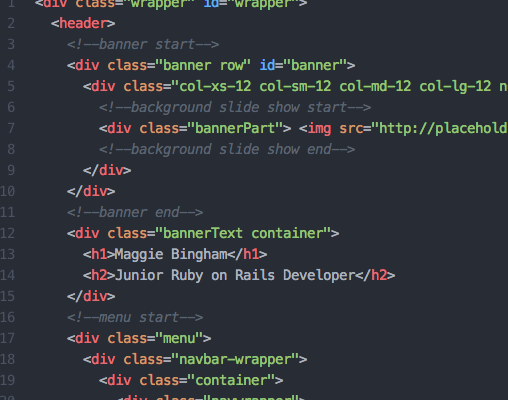 1 <div class="wrapper" id="wrapper">
2 <header>
3 <!--banner start-->
4 <div class="banner row" id="banner">
5 <div class="col-xs-12 col-sm-12 col-md-12 col-lg-12 n
6 <!--background slide show start-->
7 <div class="bannerPart"> <img src="http://placehold
8 <!--background slide show end-->
9 </div>
10 </div>
11 <!--banner end-->
12 <div class="bannerText container">
13 <h1>Maggie Bingham</h1>
14 <h2>Junior Ruby on Rails Developer</h2>
15 </div>
16 <!--menu start-->
17 <div class="menu">
18 <div class="navbar-wrapper">
19 <div class="container">
20 <div class="navwrapper">